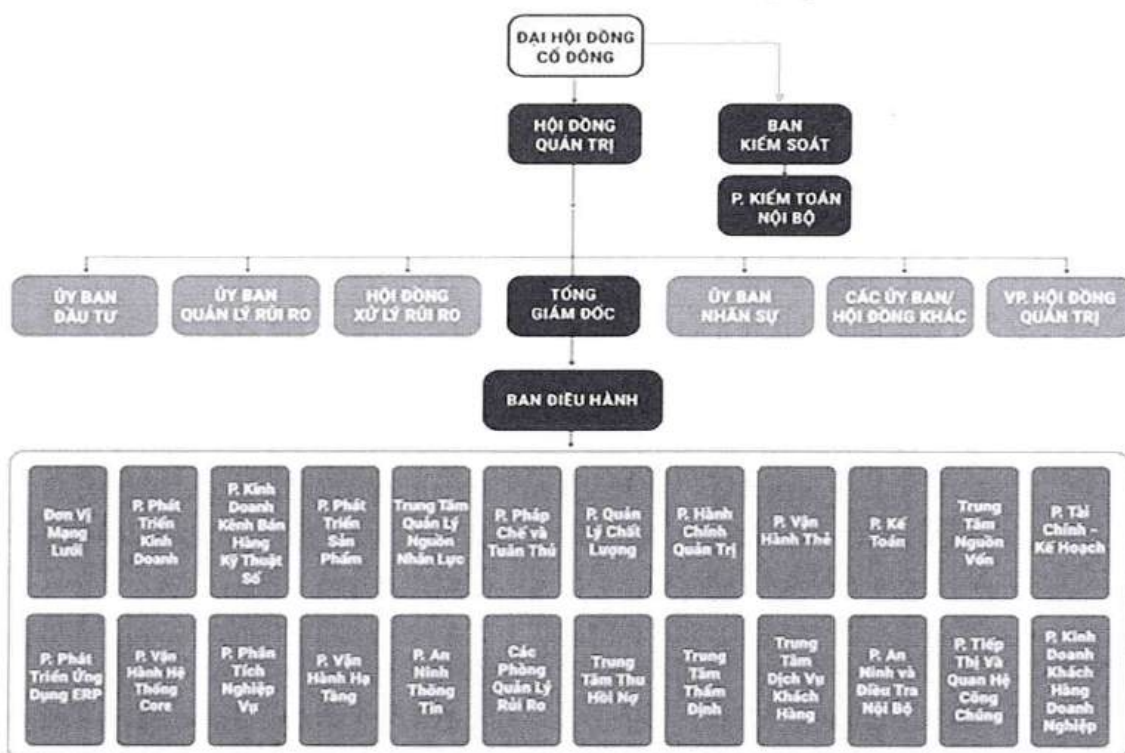 ĐẠI HỘI ĐỒNG
CỔ ĐÔNG
HỘI ĐỒNG
QUẢN TRỊ
BAN
KIỂM SOÁT
P. KIỂM TOÁN
NỘI BỘ
ỦY BAN
ĐẦU TƯ
ỦY BAN
QUẢN LÝ RỦI RO
HỘI ĐỒNG
XỬ LÝ RỦI RO
TỔNG
GIÁM ĐỐC
ỦY BAN
NHÂN SỰ
CÁC ỦY BAN/
HỘI ĐỒNG KHÁC
VP. HỘI ĐỒNG
QUẢN TRỊ
BAN ĐIỀU HÀNH
Đơn Vị
Mạng
Lưới
P. Phát
Triển
Kinh
Doanh
P. Kinh
Doanh
Kênh Bán
Hàng
Kỹ Thuật
Số
P. Phát
Triển
Sản
Phẩm
Trung Tâm
Quản Lý
Nguồn
Nhân Lực
P. Pháp
Chế và
Tuân Thủ
P. Quản
Lý Chất
Lượng
P. Hành
Chính
Quản Trị
P. Vận
Hành Thẻ
P. Kế
Toán
Trung
Tâm
Nguồn
Vốn
P. Tài
Chính –
Kế Hoạch
P. Phát
Triển Ứng
Dụng ERP
P. Vận
Hành Hệ
Thống
Core
P. Phân
Tích
Nghiệp
Vụ
P. Vận
Hành Hạ
Tầng
P. An
Ninh
Thông
Tin
Các
Phòng
Quản Lý
Rủi Ro
Trung
Tâm Thu
Hồi Nợ
Trung
Tâm
Thẩm
Định
Trung
Tâm
Dịch Vụ
Khách
Hàng
P. An
Ninh và
Điều Tra
Nội Bộ
P. Tiếp
Thị Và
Quan Hệ
Công
Chúng
P. Kinh
Doanh
Khách
Hàng
Doanh
Nghiệp